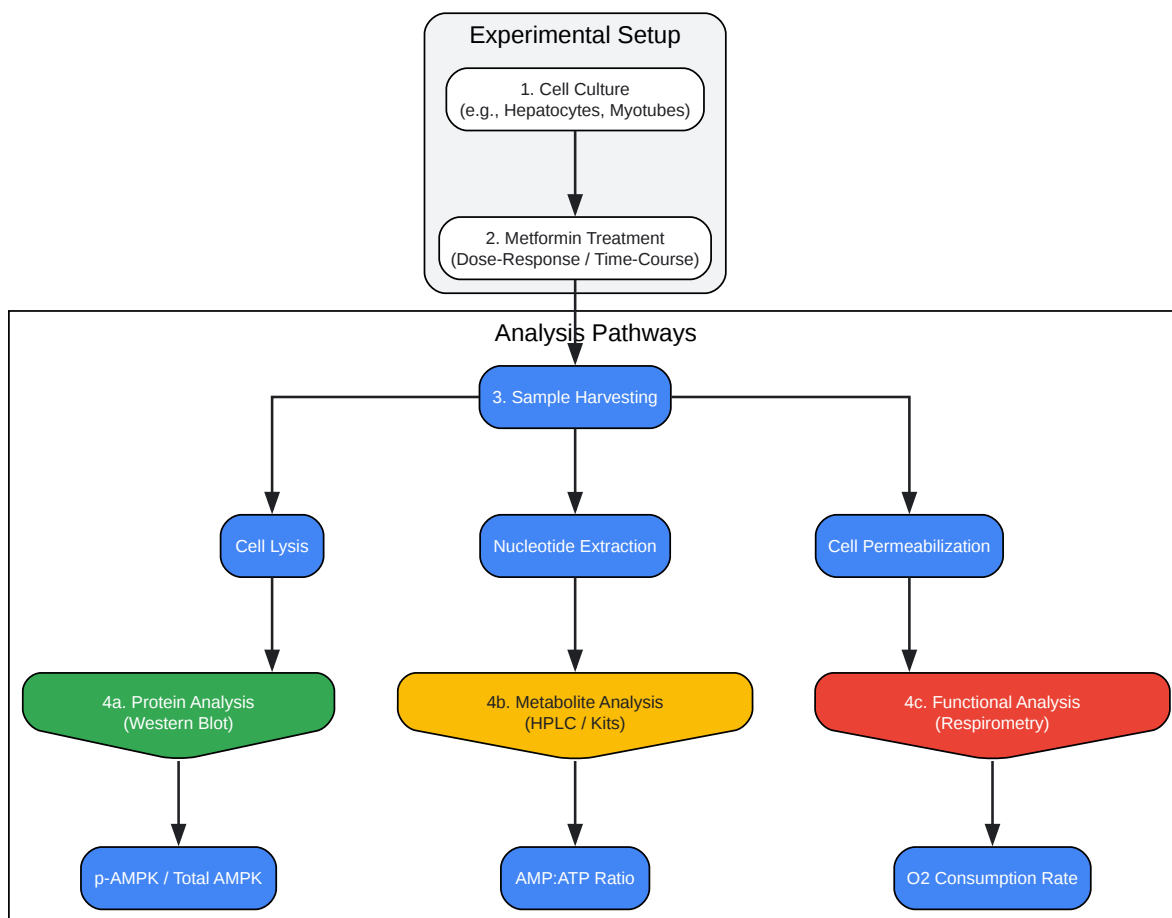 Experimental Setup
1. Cell Culture
(e.g., Hepatocytes, Myotubes)
2. Metformin Treatment
(Dose-Response / Time-Course)
Analysis Pathways
3. Sample Harvesting
Cell Lysis
Nucleotide Extraction
Cell Permeabilization
4a. Protein Analysis
(Western Blot)
4b. Metabolite Analysis
(HPLC / Kits)
4c. Functional Analysis
(Respirometry)
p-AMPK / Total AMPK
AMP:ATP Ratio
O2 Consumption Rate